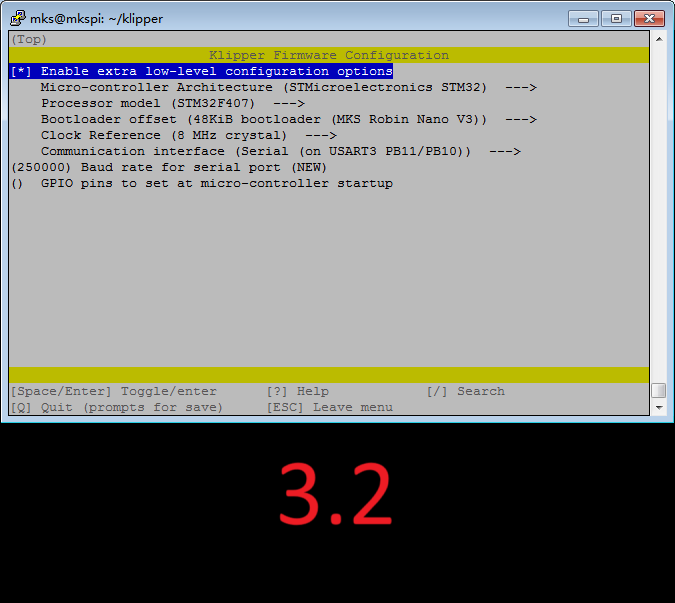 mks@mkspi: ~/klipper
(Top)
Klipper Firmware Configuration
[*] Enable extra low-level configuration options
Micro-controller Architecture (STMicroelectronics STM32)  --->
Processor model (STM32F407)  --->
Bootloader offset (48KiB bootloader (MKS Robin Nano V3))  --->
Clock Reference (8 MHz crystal)  --->
Communication interface (Serial (on USART3 PB11/PB10))  --->
(250000) Baud rate for serial port (NEW)
()  GPIO pins to set at micro-controller startup
[Space/Enter] Toggle/enter [?] Help [/] Search
[Q] Quit (prompts for save) [ESC] Leave menu
3.2